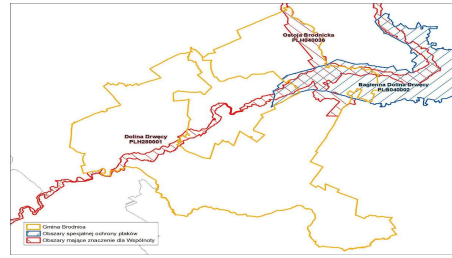 Ostoja Brodnicka
PLH040036
Bagienna Dolina Drwęcy
PLB040002
Dolina Drwęcy
PLH280001
Gmina Brodnica
Obszary specjalnej ochrony ptaków
Obszary mające znaczenie dla Wspólnoty